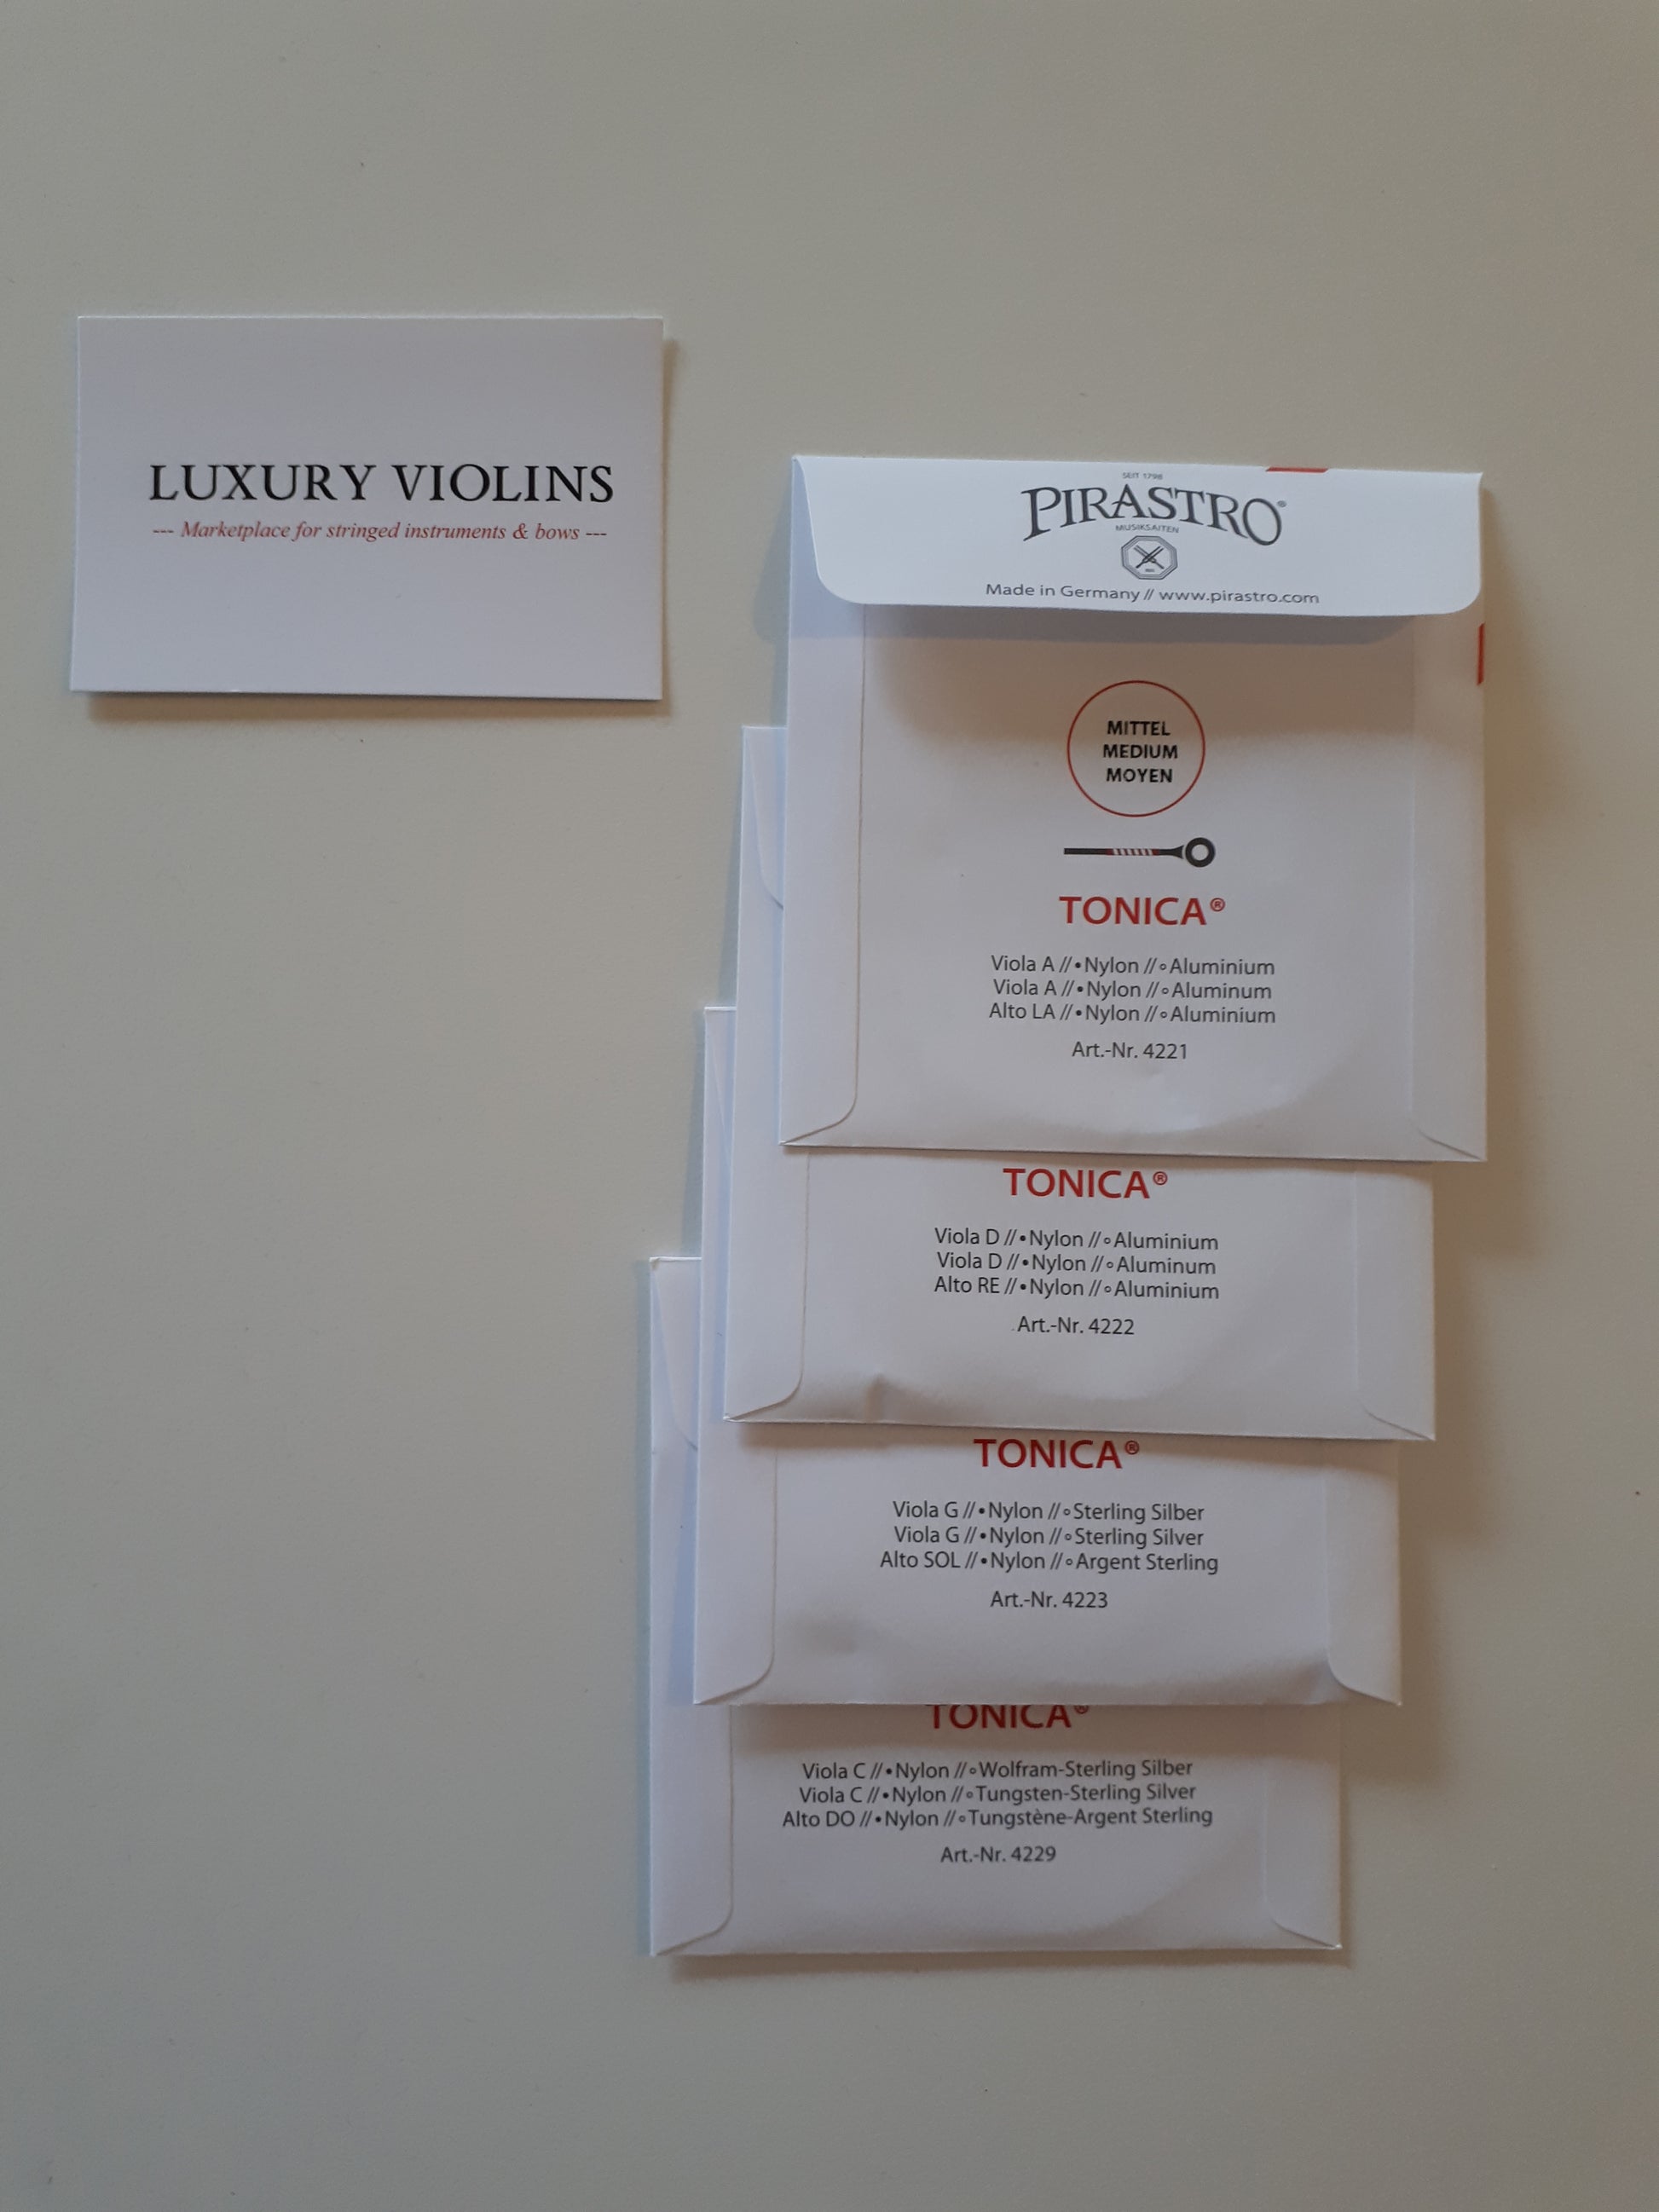 LUXURY VIOLINS
--- Marketplace for stringed instruments & bows ---
SEIT 1798
PIRASTRO®
MUSIKSAITEN
Made in Germany // www.pirastro.com
MITTEL
MEDIUM
MOYEN
TONICA®
Viola A //•Nylon //∘Aluminium
Viola A //•Nylon //∘Aluminum
Alto LA //•Nylon //∘Aluminium
Art.-Nr. 4221
TONICA®
Viola D //•Nylon //∘Aluminium
Viola D //•Nylon //∘Aluminum
Alto RE //•Nylon //∘Aluminium
Art.-Nr. 4222
TONICA®
Viola G //•Nylon //∘Sterling Silber
Viola G //•Nylon //∘Sterling Silver
Alto SOL //•Nylon //∘Argent Sterling
Art.-Nr. 4223
TONICA®
Viola C //•Nylon //∘Wolfram-Sterling Silber
Viola C //•Nylon //∘Tungsten-Sterling Silver
Alto DO //•Nylon //∘Tungstène-Argent Sterling
Art.-Nr. 4229